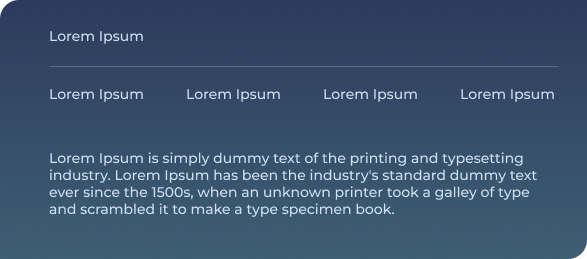 Lorem Ipsum
Lorem Ipsum Lorem Ipsum Lorem Ipsum Lorem Ipsum
Lorem Ipsum is simply dummy text of the printing and typesetting
industry. Lorem Ipsum has been the industry's standard dummy text
ever since the 1500s, when an unknown printer took a galley of type
and scrambled it to make a type specimen book.